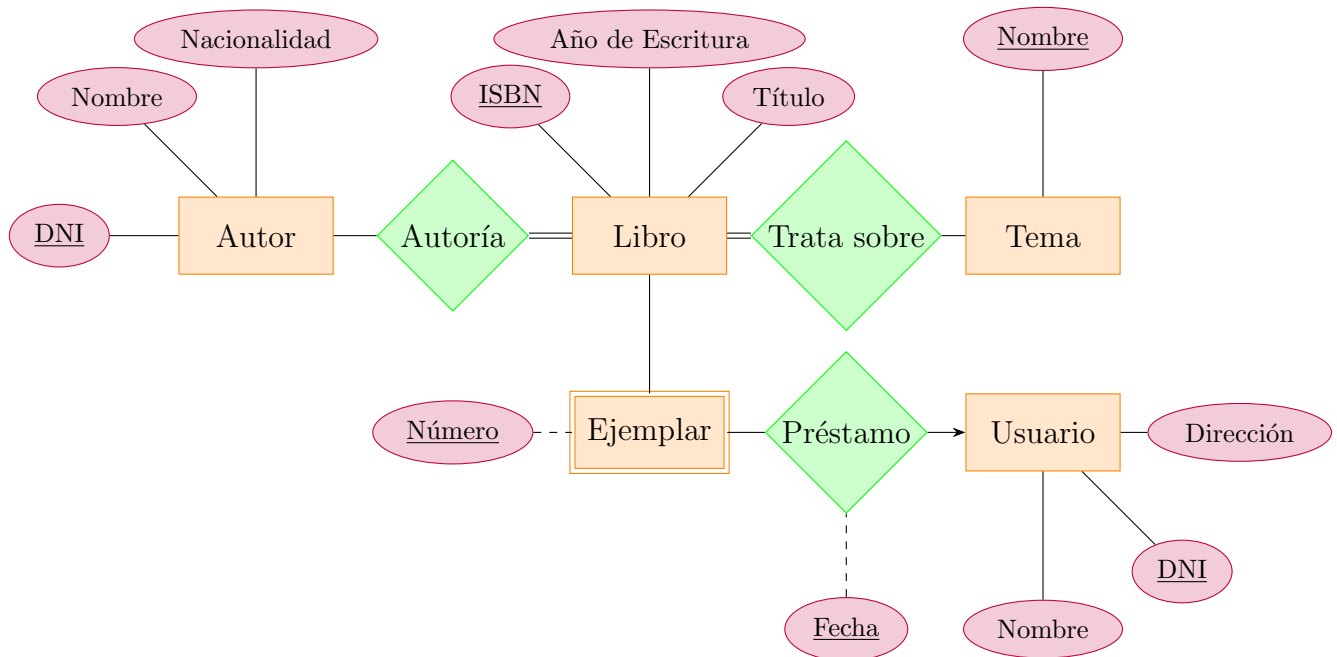 Nacionalidad
Año de Escritura
Nombre
Nombre
ISBN
Título
DNI
Autor
Autoría
Libro
Trata sobre
Tema
Número
Ejemplar
Préstamo
Usuario
Dirección
DNI
Fecha
Nombre